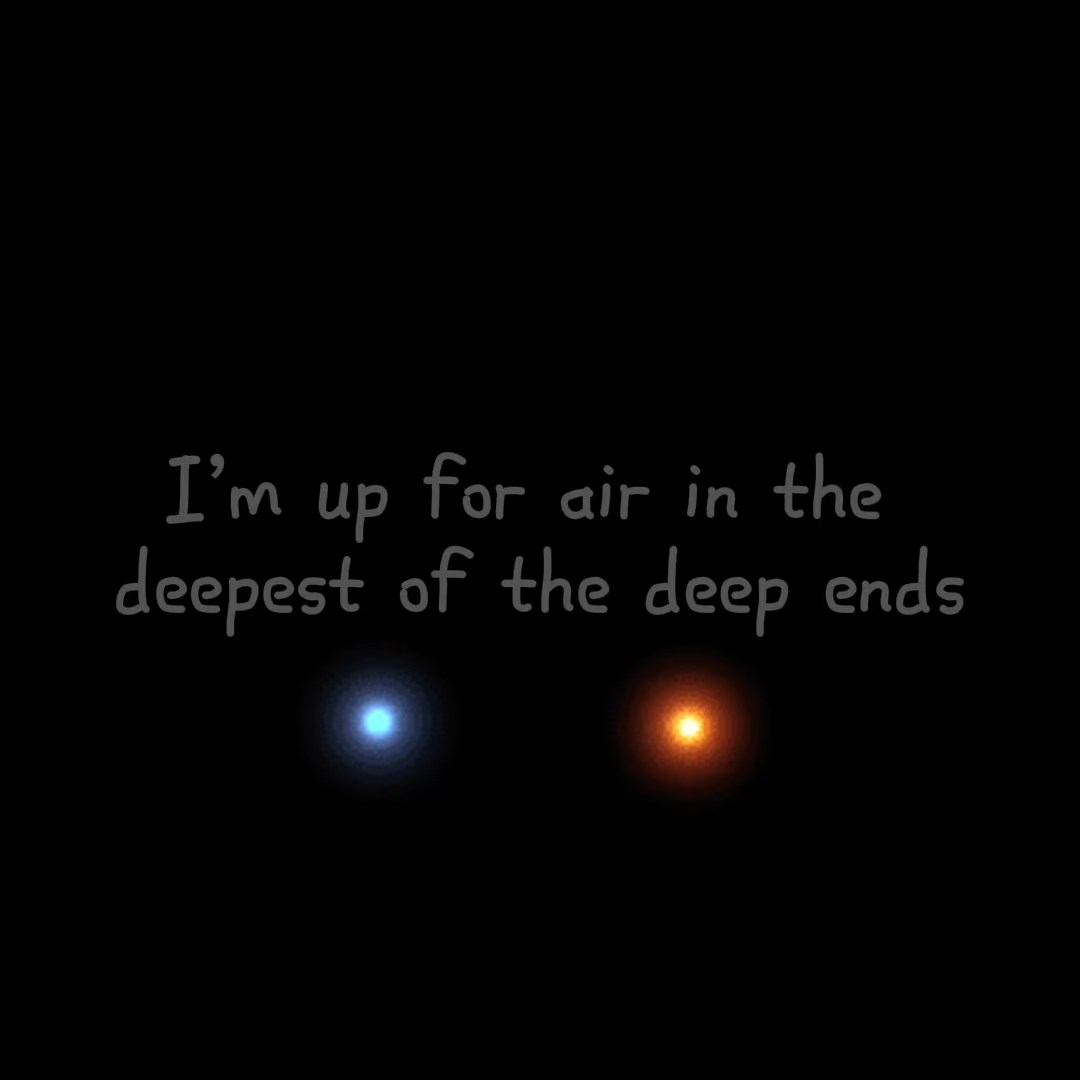 I’m up for air in the
deepest of the deep ends